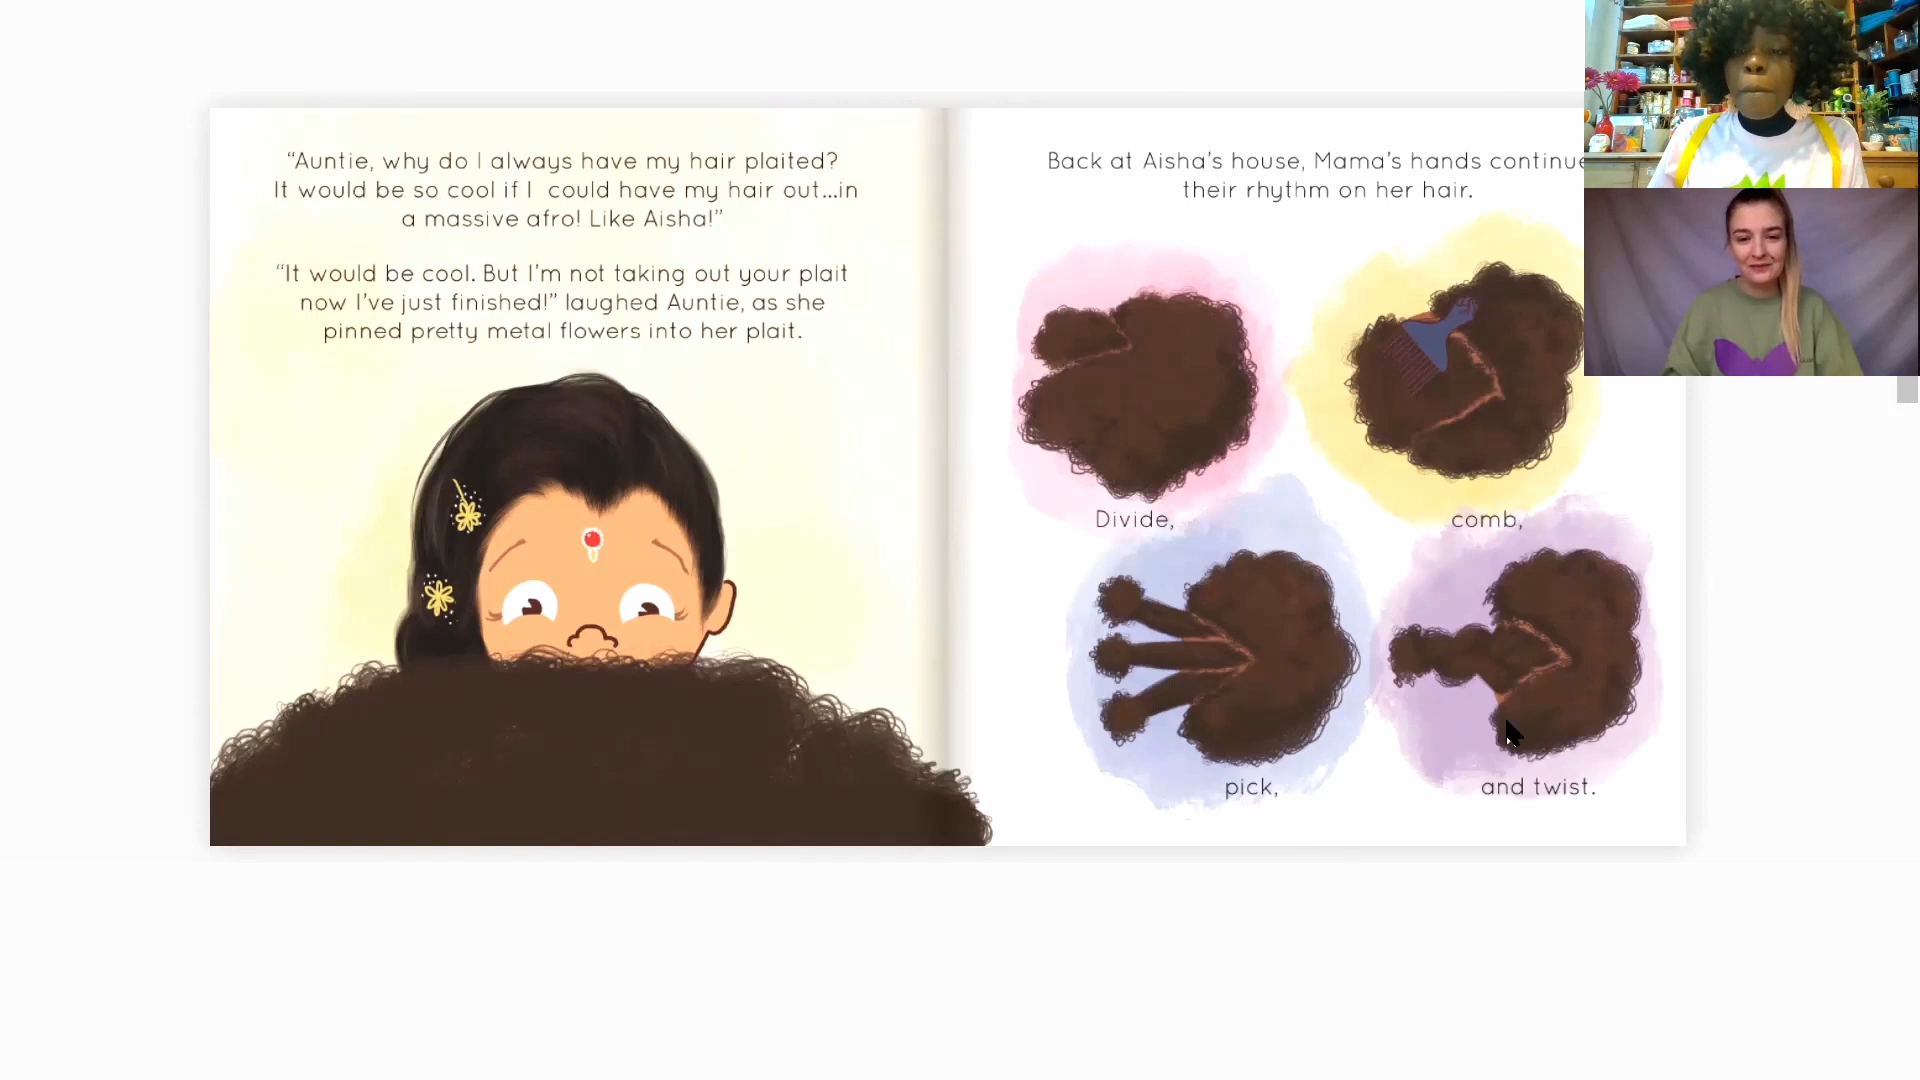 “Auntie, why do I always have my hair plaited?
It would be so cool if I could have my hair out...in
a massive afro! Like Aisha!”
“It would be cool. But I’m not taking out your plait
now I’ve just finished!” laughed Auntie, as she
pinned pretty metal flowers into her plait.
Back at Aisha’s house, Mama’s hands continue
their rhythm on her hair.
Divide,
comb,
pick,
and twist.